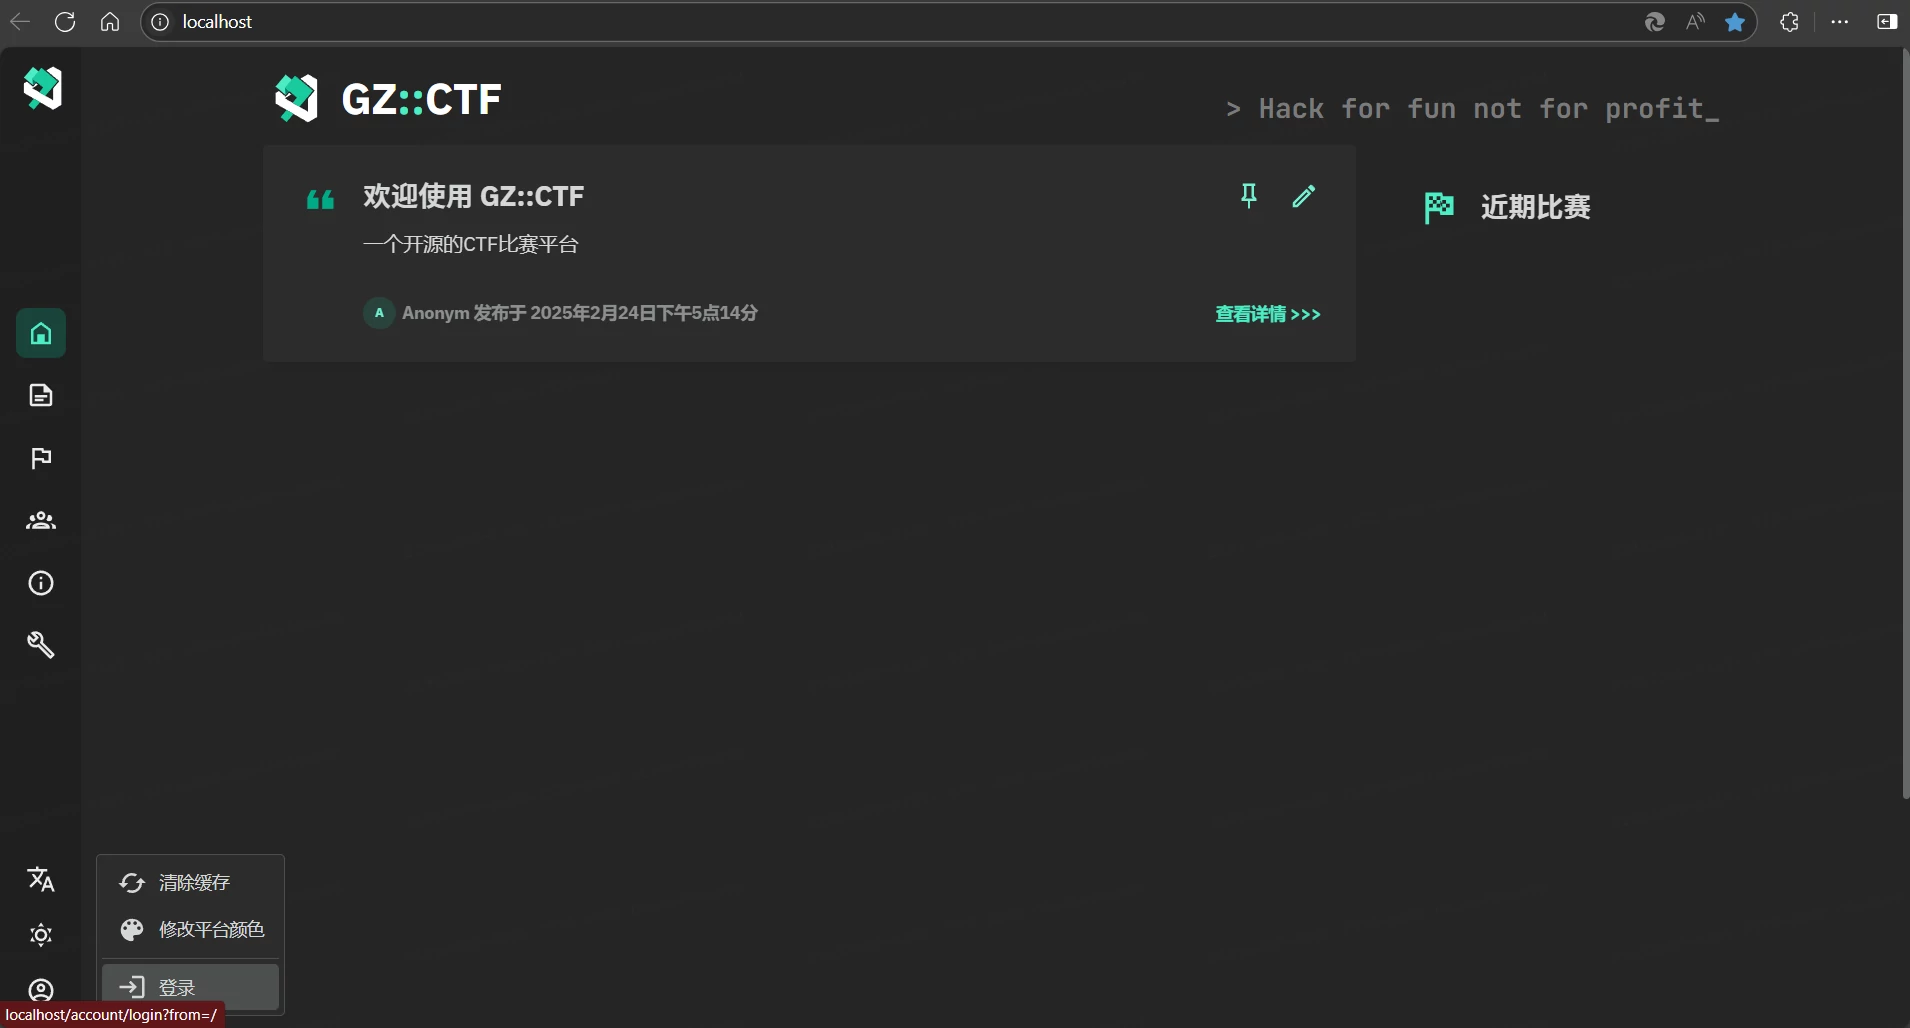 localhost
GZ::CTF
> Hack for fun not for profit_
欢迎使用 GZ::CTF
一个开源的CTF比赛平台
A Anonym 发布于 2025年2月24日下午5点14分
查看详情 >>>
近期比赛
清除缓存
修改平台颜色
登录
localhost/account/login?from=/